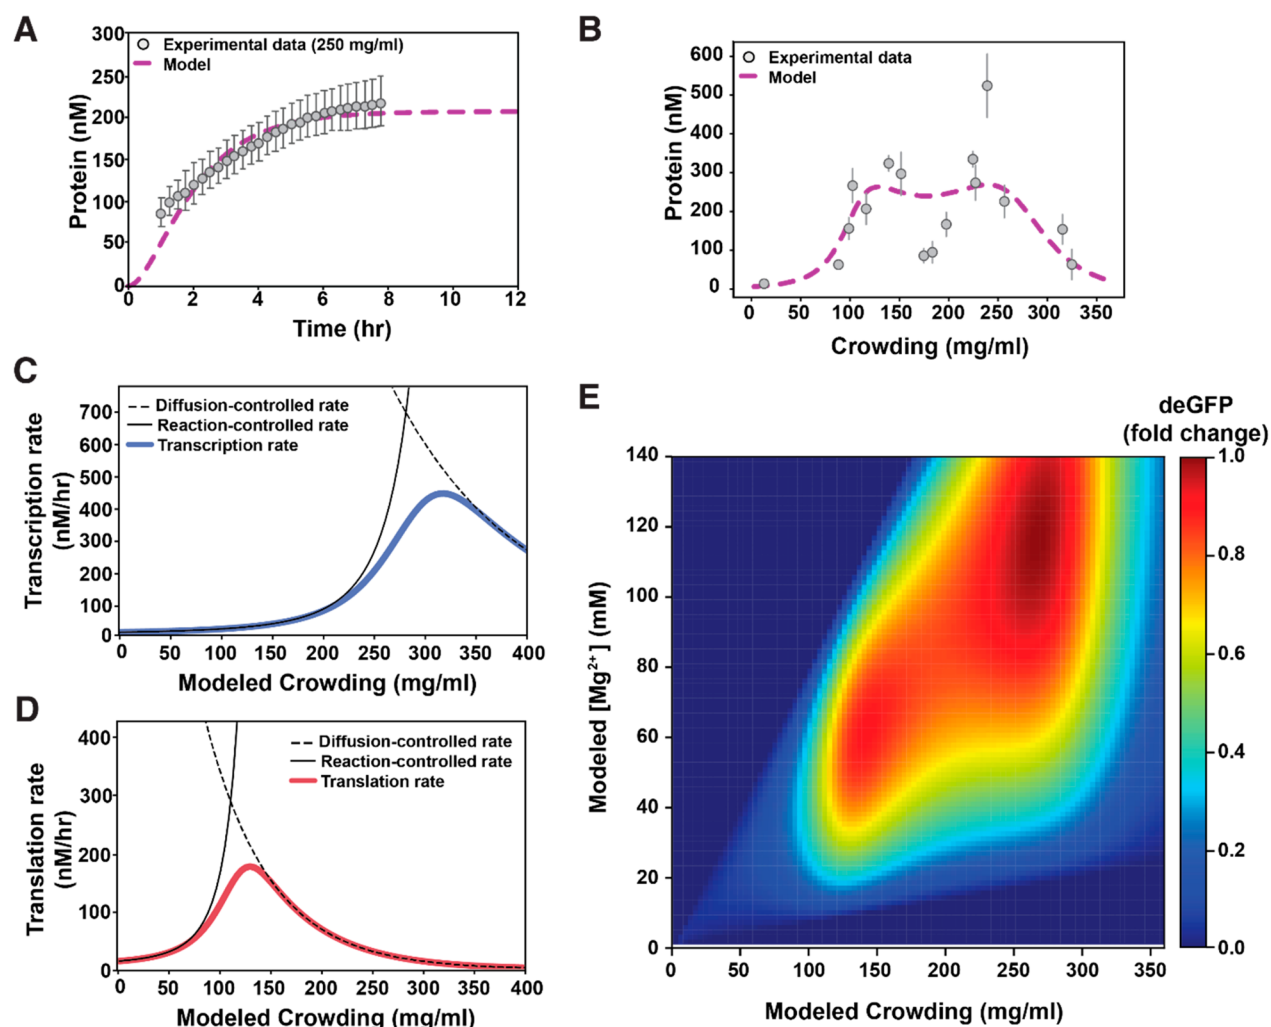 A
300
250
200
150
100
50
0
Protein (nM)
Experimental data (250 mg/ml)
Model
0 2 4 6 8 10 12
Time (hr)
B
600
500
400
300
200
100
0
Protein (nM)
Experimental data
Model
0 50 100 150 200 250 300 350
Crowding (mg/ml)
C
Transcription rate
(nM/hr)
700
600
500
400
300
200
100
0
Diffusion-controlled rate
Reaction-controlled rate
Transcription rate
0 50 100 150 200 250 300 350 400
Modeled Crowding (mg/ml)
D
Translation rate
(nM/hr)
400
300
200
100
0
Diffusion-controlled rate
Reaction-controlled rate
Translation rate
0 50 100 150 200 250 300 350 400
Modeled Crowding (mg/ml)
E
deGFP
(fold change)
Modeled [Mg²⁺] (mM)
140
120
100
80
60
40
20
0
0 50 100 150 200 250 300
Modeled Crowding (mg/ml)
1.0
0.8
0.6
0.4
0.2
0.0